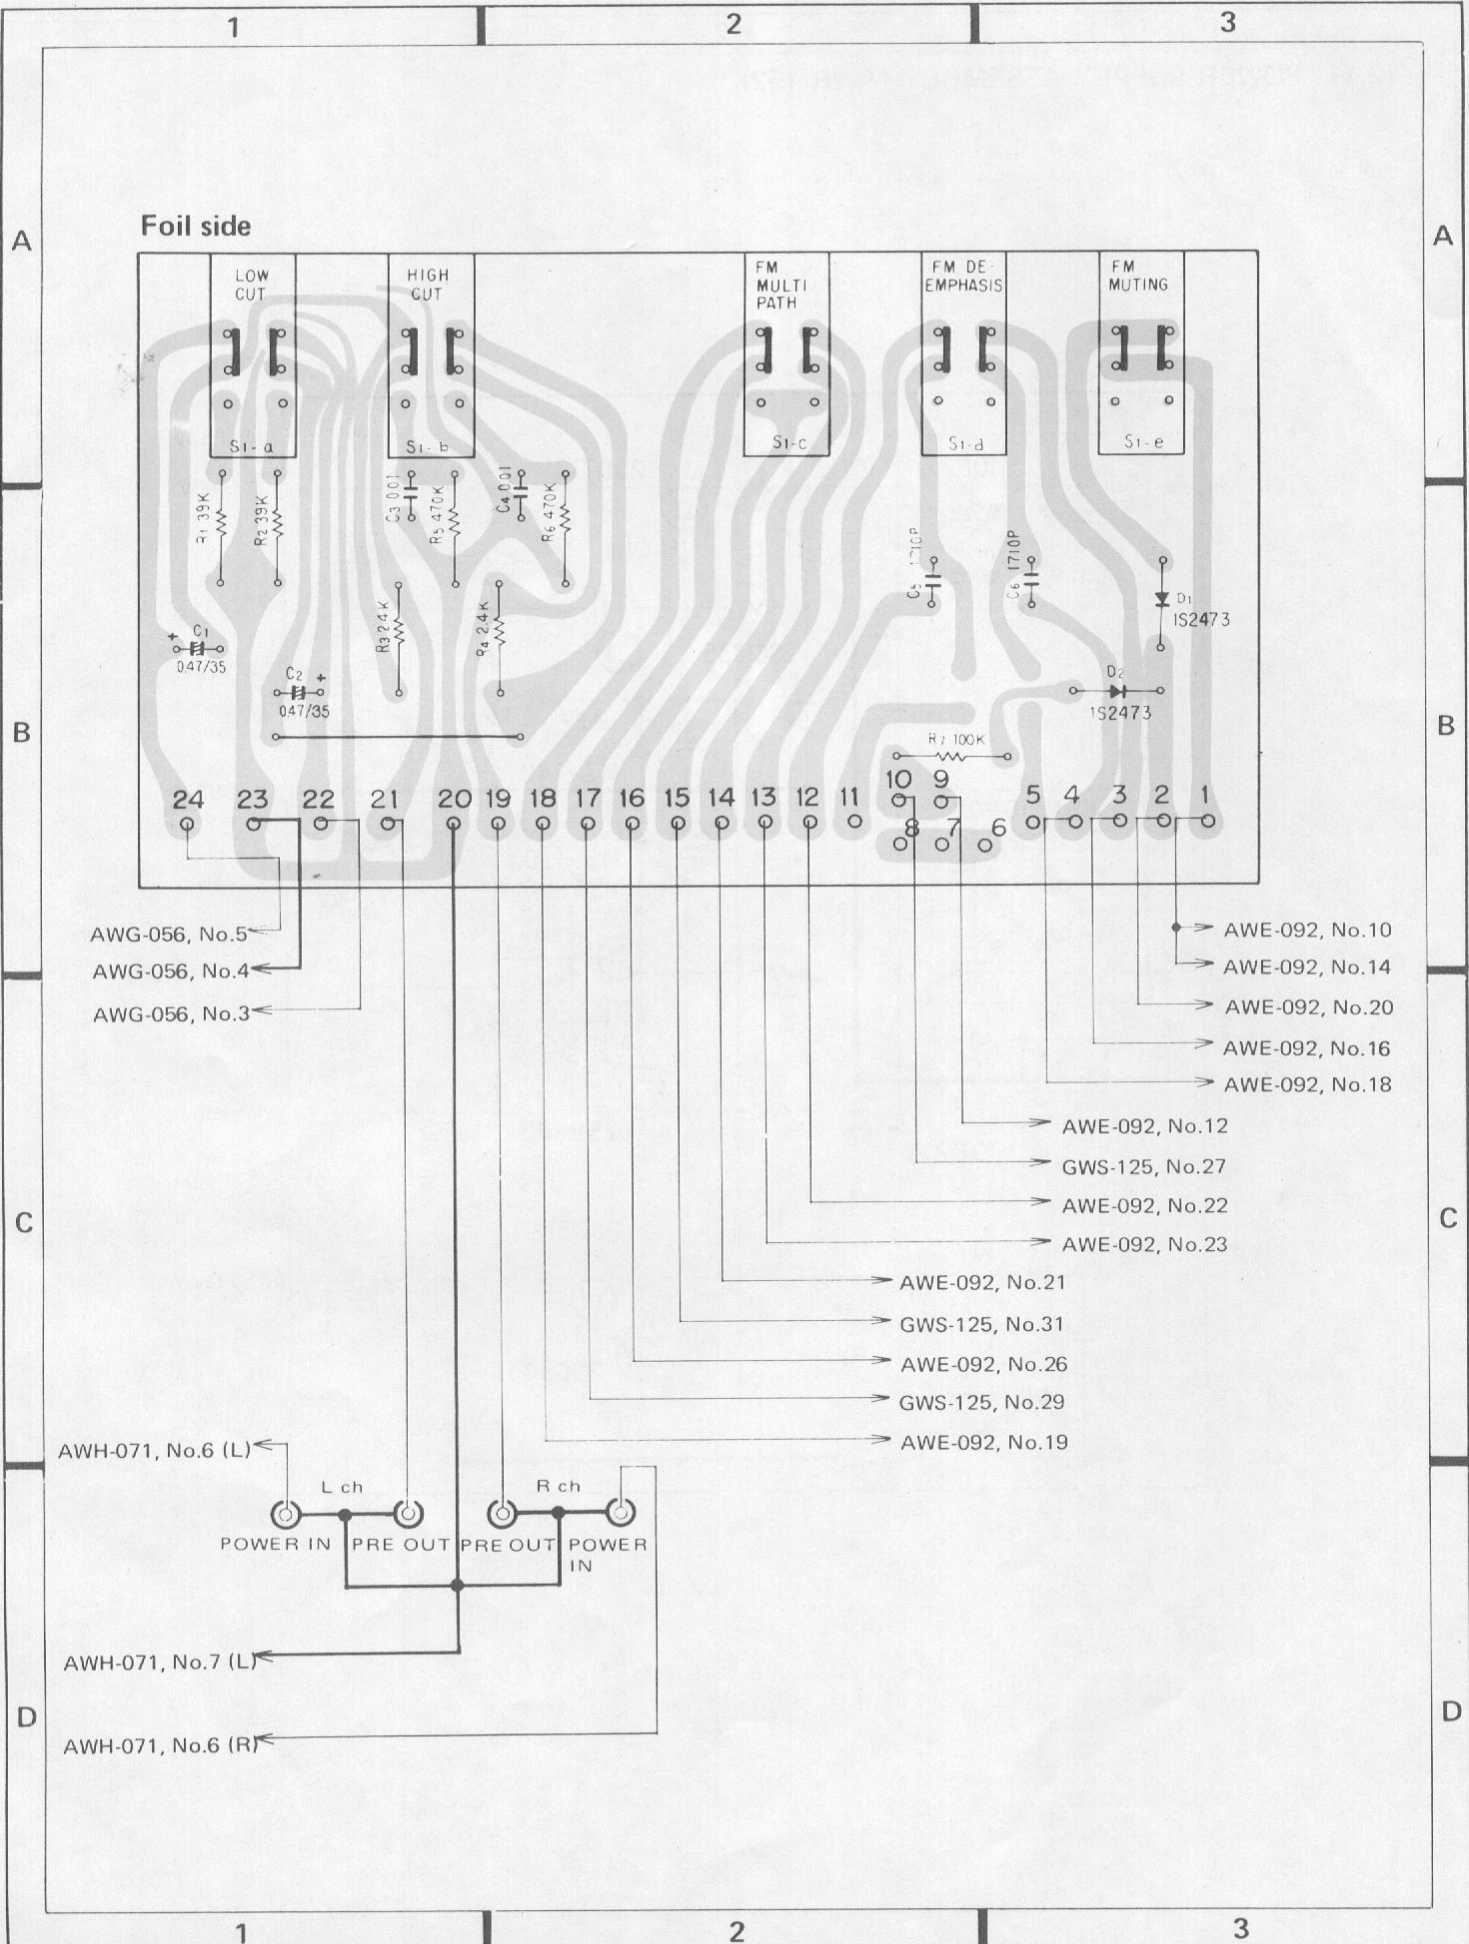 1 2 3
A A
Foil side
LOW
CUT
HIGH
CUT
FM
MULTI
PATH
FM DE-
EMPHASIS
FM
MUTING
S1-a
S1-b
S1-c
S1-d
S1-e
R1 39K
R2 39K
C3 0.01
R5 470K
C4 0.01
R6 470K
C5 1710P
C6 1710P
D1
1S2473
R3 2.4K
R4 2.4K
+ C1
0.47/35
C2 +
0.47/35
D2
1S2473
B B
R7 100K
24 23 22 21 20 19 18 17 16 15 14 13 12 11 10 9 5 4 3 2 1
8 7 6
AWG-056, No.5
AWG-056, No.4
AWG-056, No.3
AWE-092, No.10
AWE-092, No.14
AWE-092, No.20
AWE-092, No.16
AWE-092, No.18
AWE-092, No.12
GWS-125, No.27
AWE-092, No.22
AWE-092, No.23
C C
AWE-092, No.21
GWS-125, No.31
AWE-092, No.26
GWS-125, No.29
AWE-092, No.19
AWH-071, No.6 (L)
L ch R ch
POWER IN PRE OUT PRE OUT POWER
IN
AWH-071, No.7 (L)
D D
AWH-071, No.6 (R)
1 2 3